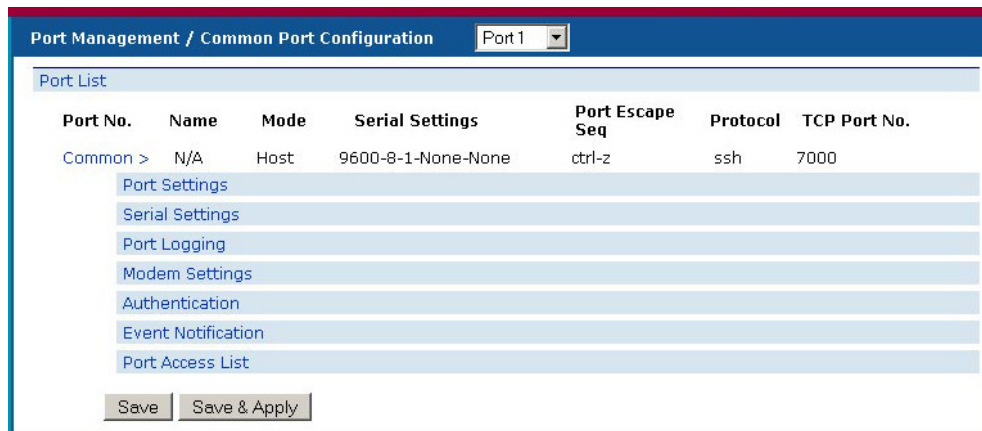 Port Management / Common Port Configuration Port1
Port List
Port No. Name Mode Serial Settings Port Escape Seq Protocol TCP Port No.
Common > N/A Host 9600-8-1-None-None ctrl-z ssh 7000
Port Settings
Serial Settings
Port Logging
Modem Settings
Authentication
Event Notification
Port Access List
Save Save & Apply